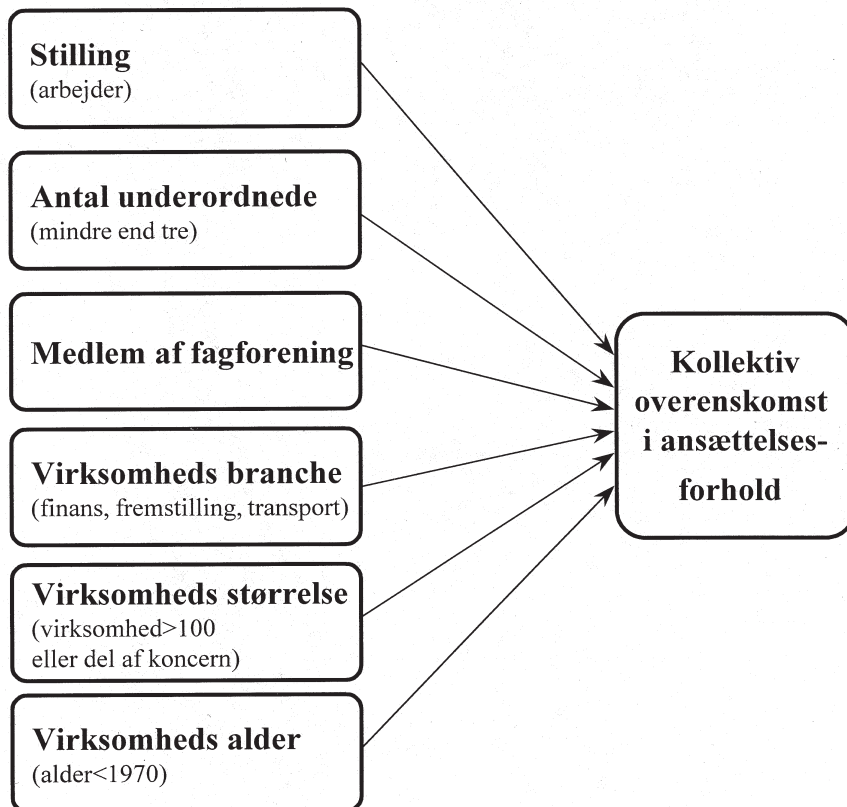 Stilling
(arbejder)
Antal underordnede
(mindre end tre)
Medlem af fagforening
Virksomheds branche
(finans, fremstilling, transport)
Virksomheds størrelse
(virksomhed>100
eller del af koncern)
Virksomheds alder
(alder<1970)
Kollektiv
overenskomst
i ansættelses-
forhold